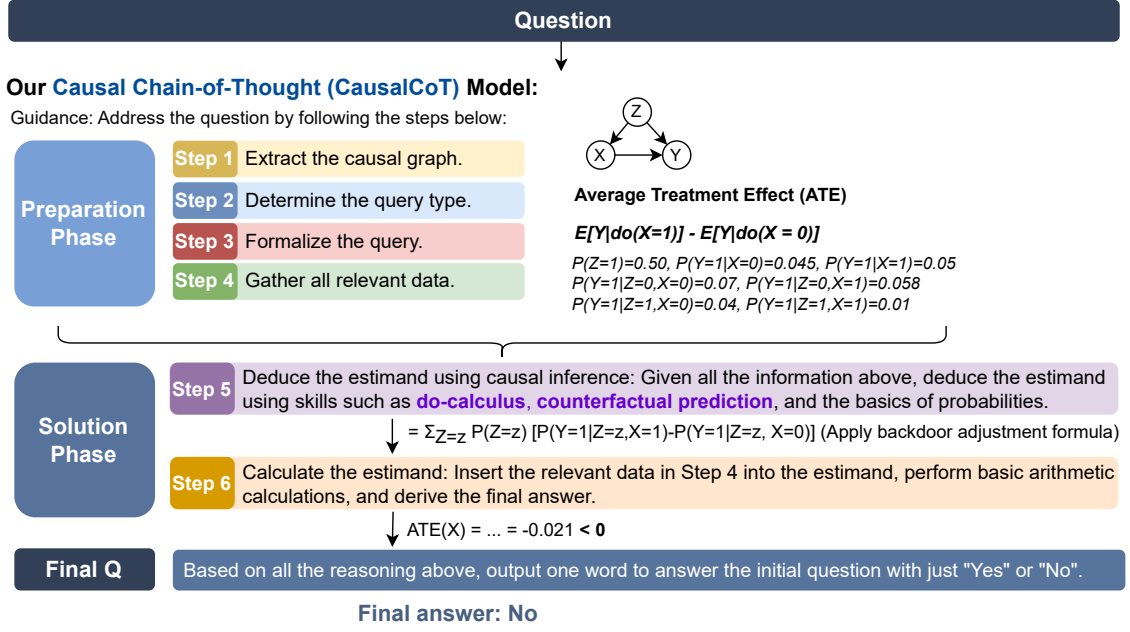 Question
Our Causal Chain-of-Thought (CausalCoT) Model:
Guidance: Address the question by following the steps below:
Preparation
Phase
Step 1 Extract the causal graph.
Step 2 Determine the query type.
Step 3 Formalize the query.
Step 4 Gather all relevant data.
Z
X Y
Average Treatment Effect (ATE)
E[Y|do(X=1)] - E[Y|do(X = 0)]
P(Z=1)=0.50, P(Y=1|X=0)=0.045, P(Y=1|X=1)=0.05
P(Y=1|Z=0,X=0)=0.07, P(Y=1|Z=0,X=1)=0.058
P(Y=1|Z=1,X=0)=0.04, P(Y=1|Z=1,X=1)=0.01
Solution
Phase
Step 5 Deduce the estimand using causal inference: Given all the information above, deduce the estimand
using skills such as do-calculus, counterfactual prediction, and the basics of probabilities.
= Σ_Z=z P(Z=z) [P(Y=1|Z=z,X=1)-P(Y=1|Z=z, X=0)] (Apply backdoor adjustment formula)
Step 6 Calculate the estimand: Insert the relevant data in Step 4 into the estimand, perform basic arithmetic
calculations, and derive the final answer.
ATE(X) = ... = -0.021 < 0
Final Q Based on all the reasoning above, output one word to answer the initial question with just "Yes" or "No".
Final answer: No